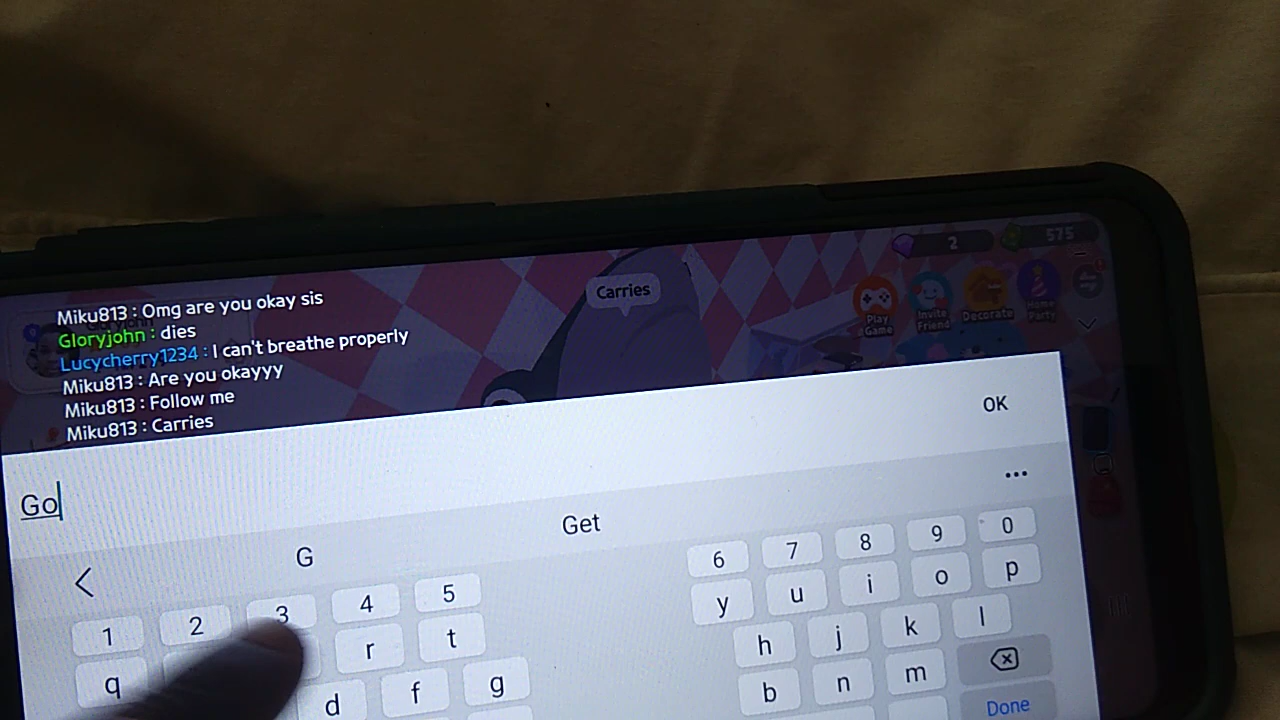 2
575
Carries
Play
Game
Invite
Friend
Decorate
Home
Party
Miku813 : Omg are you okay sis
Gloryjohn : dies
Lucycherry1234 : I can't breathe properly
Miku813 : Are you okayyy
Miku813 : Follow me
Miku813 : Carries
OK
Go
G
Get
1 2 3 4 5 6 7 8 9 0
q r t y u i o p
d f g h j k l
b n m
Done